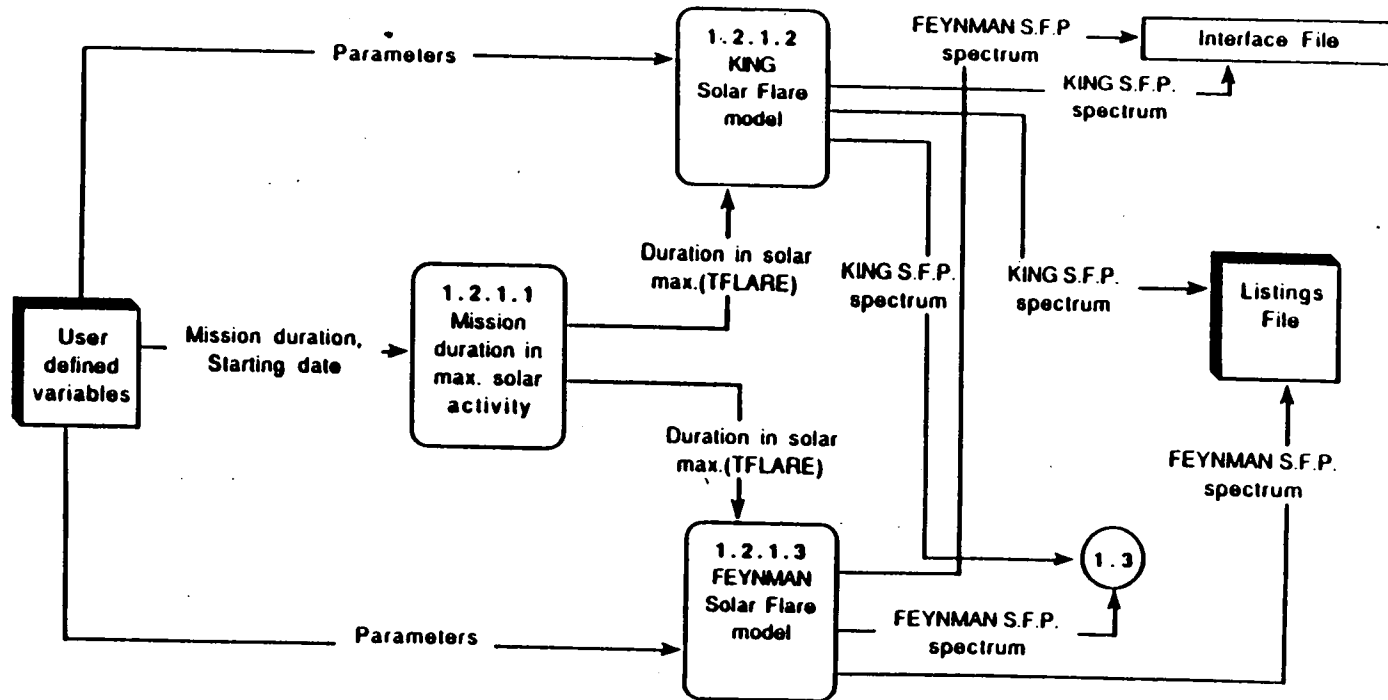 Parameters
1.2.1.2
KING
Solar Flare
model
FEYNMAN S.F.P
spectrum
Interface File
KING S.F.P.
spectrum
Duration in solar
max.(TFLARE)
KING S.F.P.
spectrum
KING S.F.P.
spectrum
Listings
File
User
defined
variables
Mission duration,
Starting date
1.2.1.1
Mission
duration in
max. solar
activity
Duration in solar
max.(TFLARE)
FEYNMAN S.F.P.
spectrum
1.2.1.3
FEYNMAN
Solar Flare
model
1.3
FEYNMAN S.F.P.
spectrum
Parameters